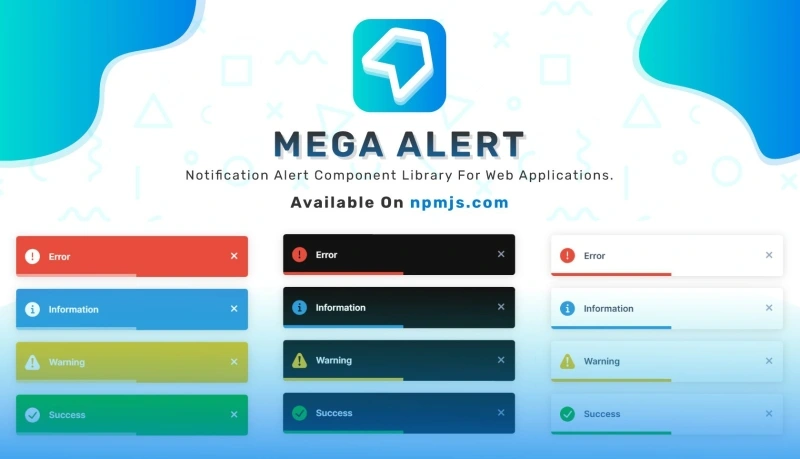 MEGA ALERT
Notification Alert Component Library For Web Applications.
Available On npmjs.com
Error
Information
Warning
Success
Error
Information
Warning
Success
Error
Information
Warning
Success